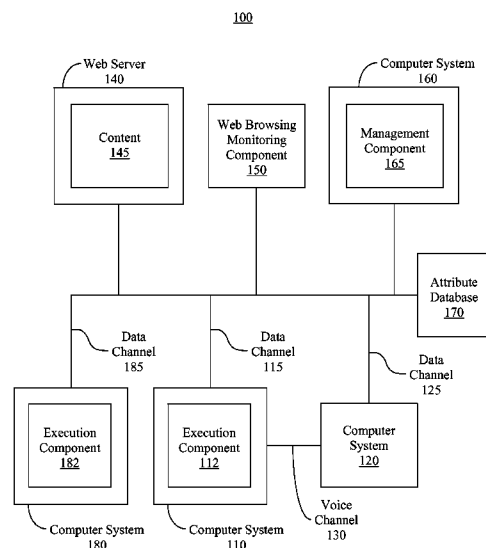 100
Web Server
140
Computer System
160
Content
145
Web Browsing
Monitoring
Component
150
Management
Component
165
Attribute
Database
170
Data
Channel
185
Data
Channel
115
Data
Channel
125
Execution
Component
182
Execution
Component
112
Computer
System
120
Voice
Channel
130
Computer System
180
Computer System
110